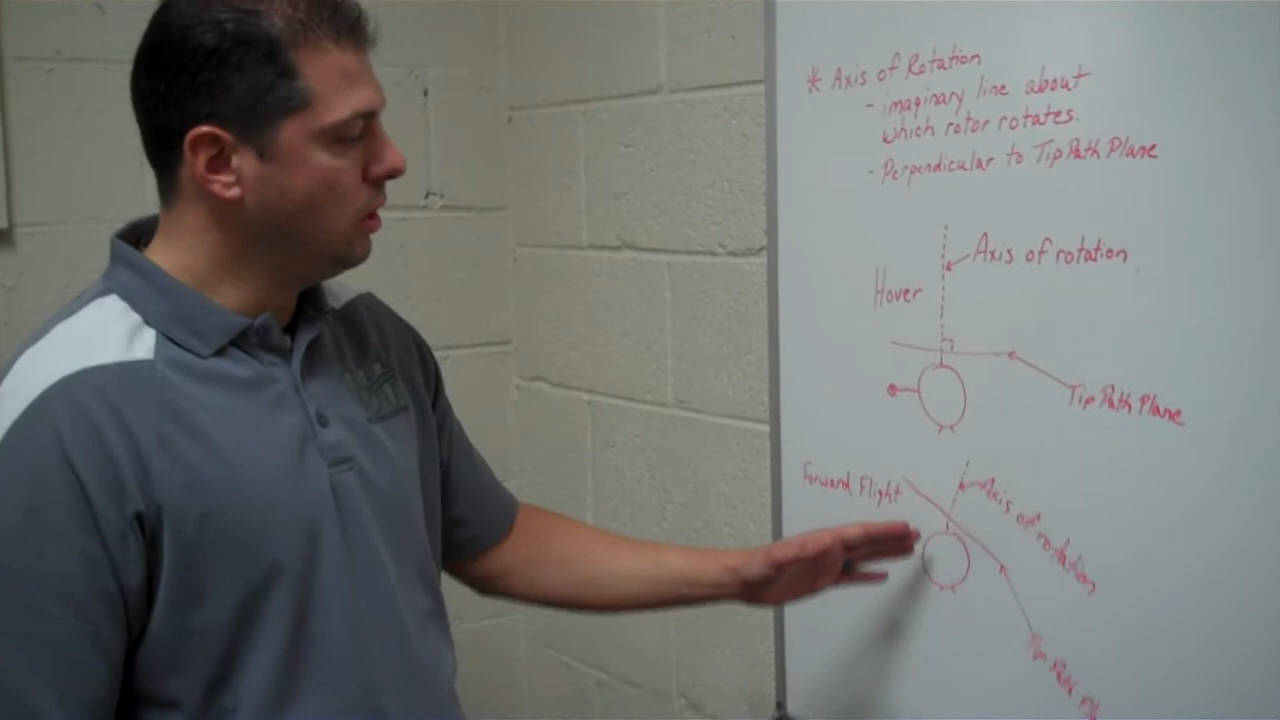 * Axis of Rotation
- imaginary line about
which rotor rotates.
- Perpendicular to Tip Path Plane
Axis of rotation
Hover
Tip Path Plane
Forward Flight
Axis of rotation